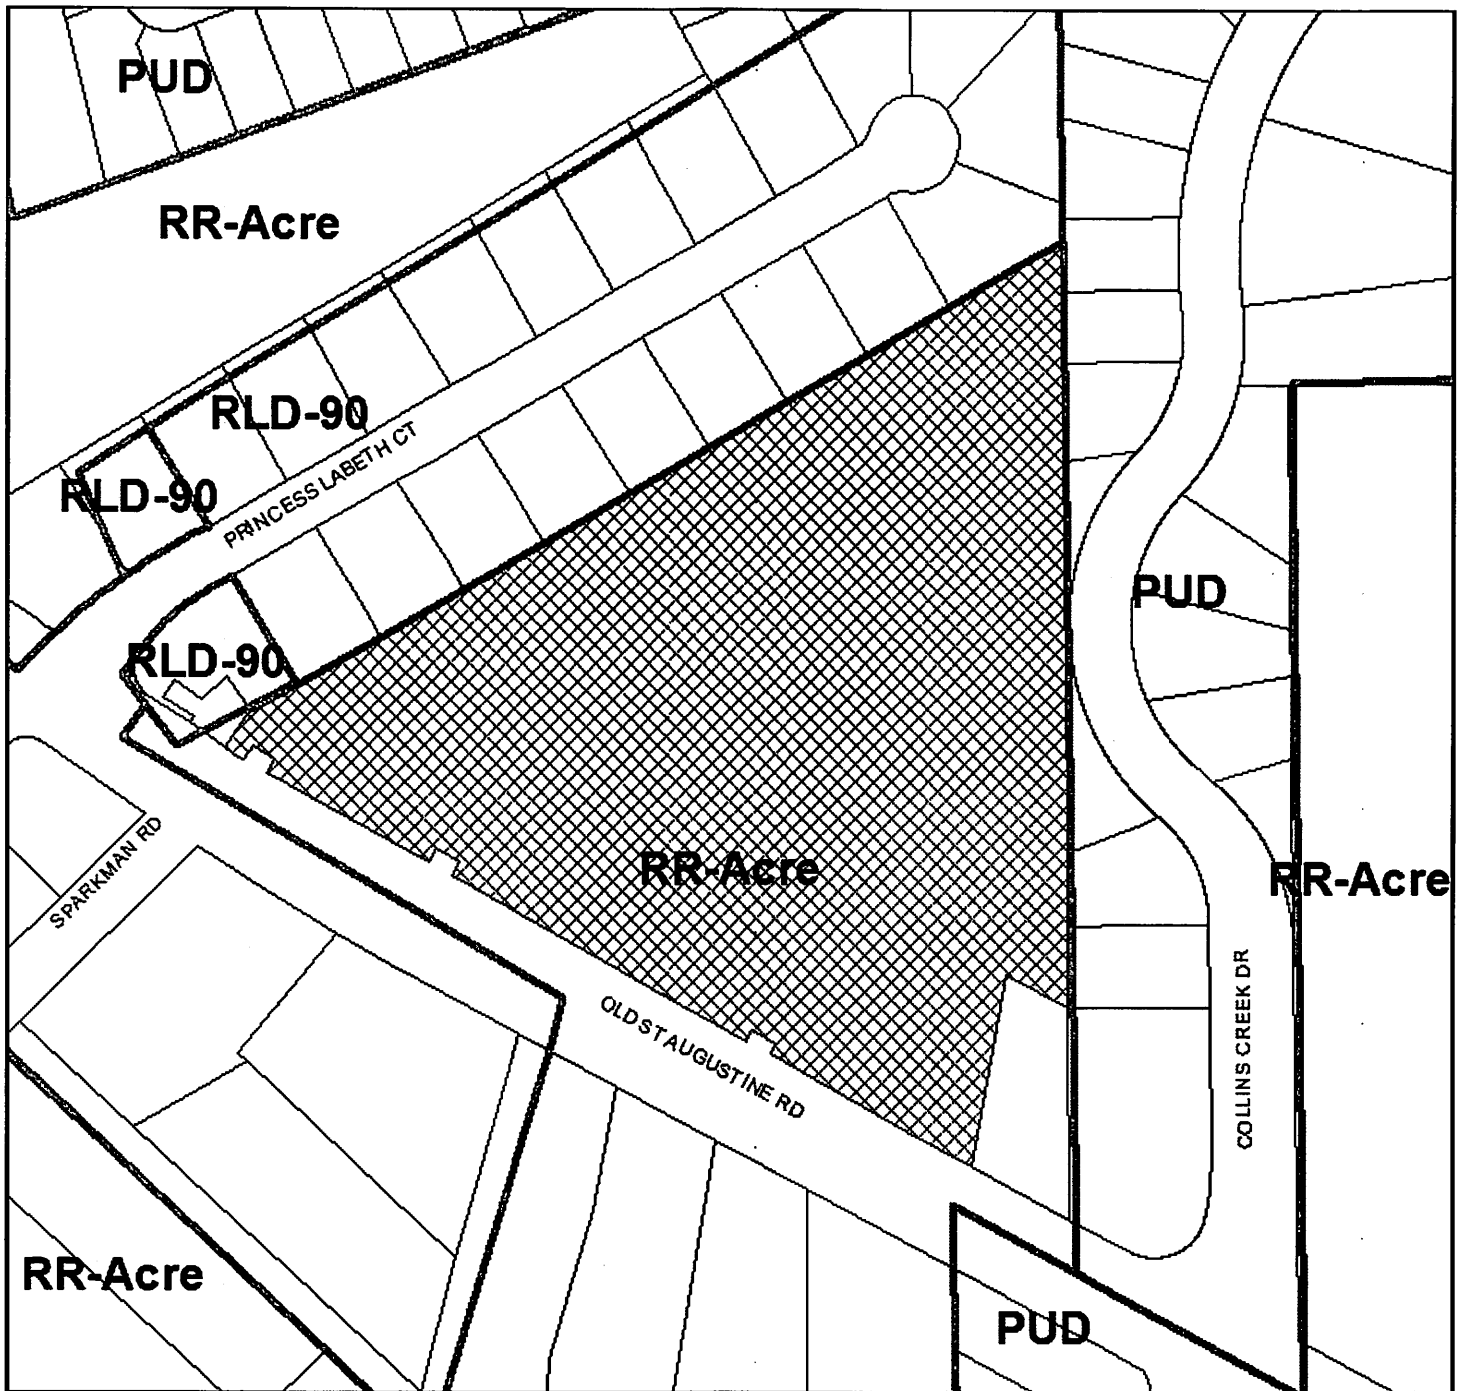 PUD
RR-Acre
RLD-90
PRINCESS LABETH CT
RLD-90
PUD
RLD-90
SPARKMAN RD
RR-Acre
RR-Acre
OLD ST AUGUSTINE RD
COLLINS CREEK DR
RR-Acre
PUD